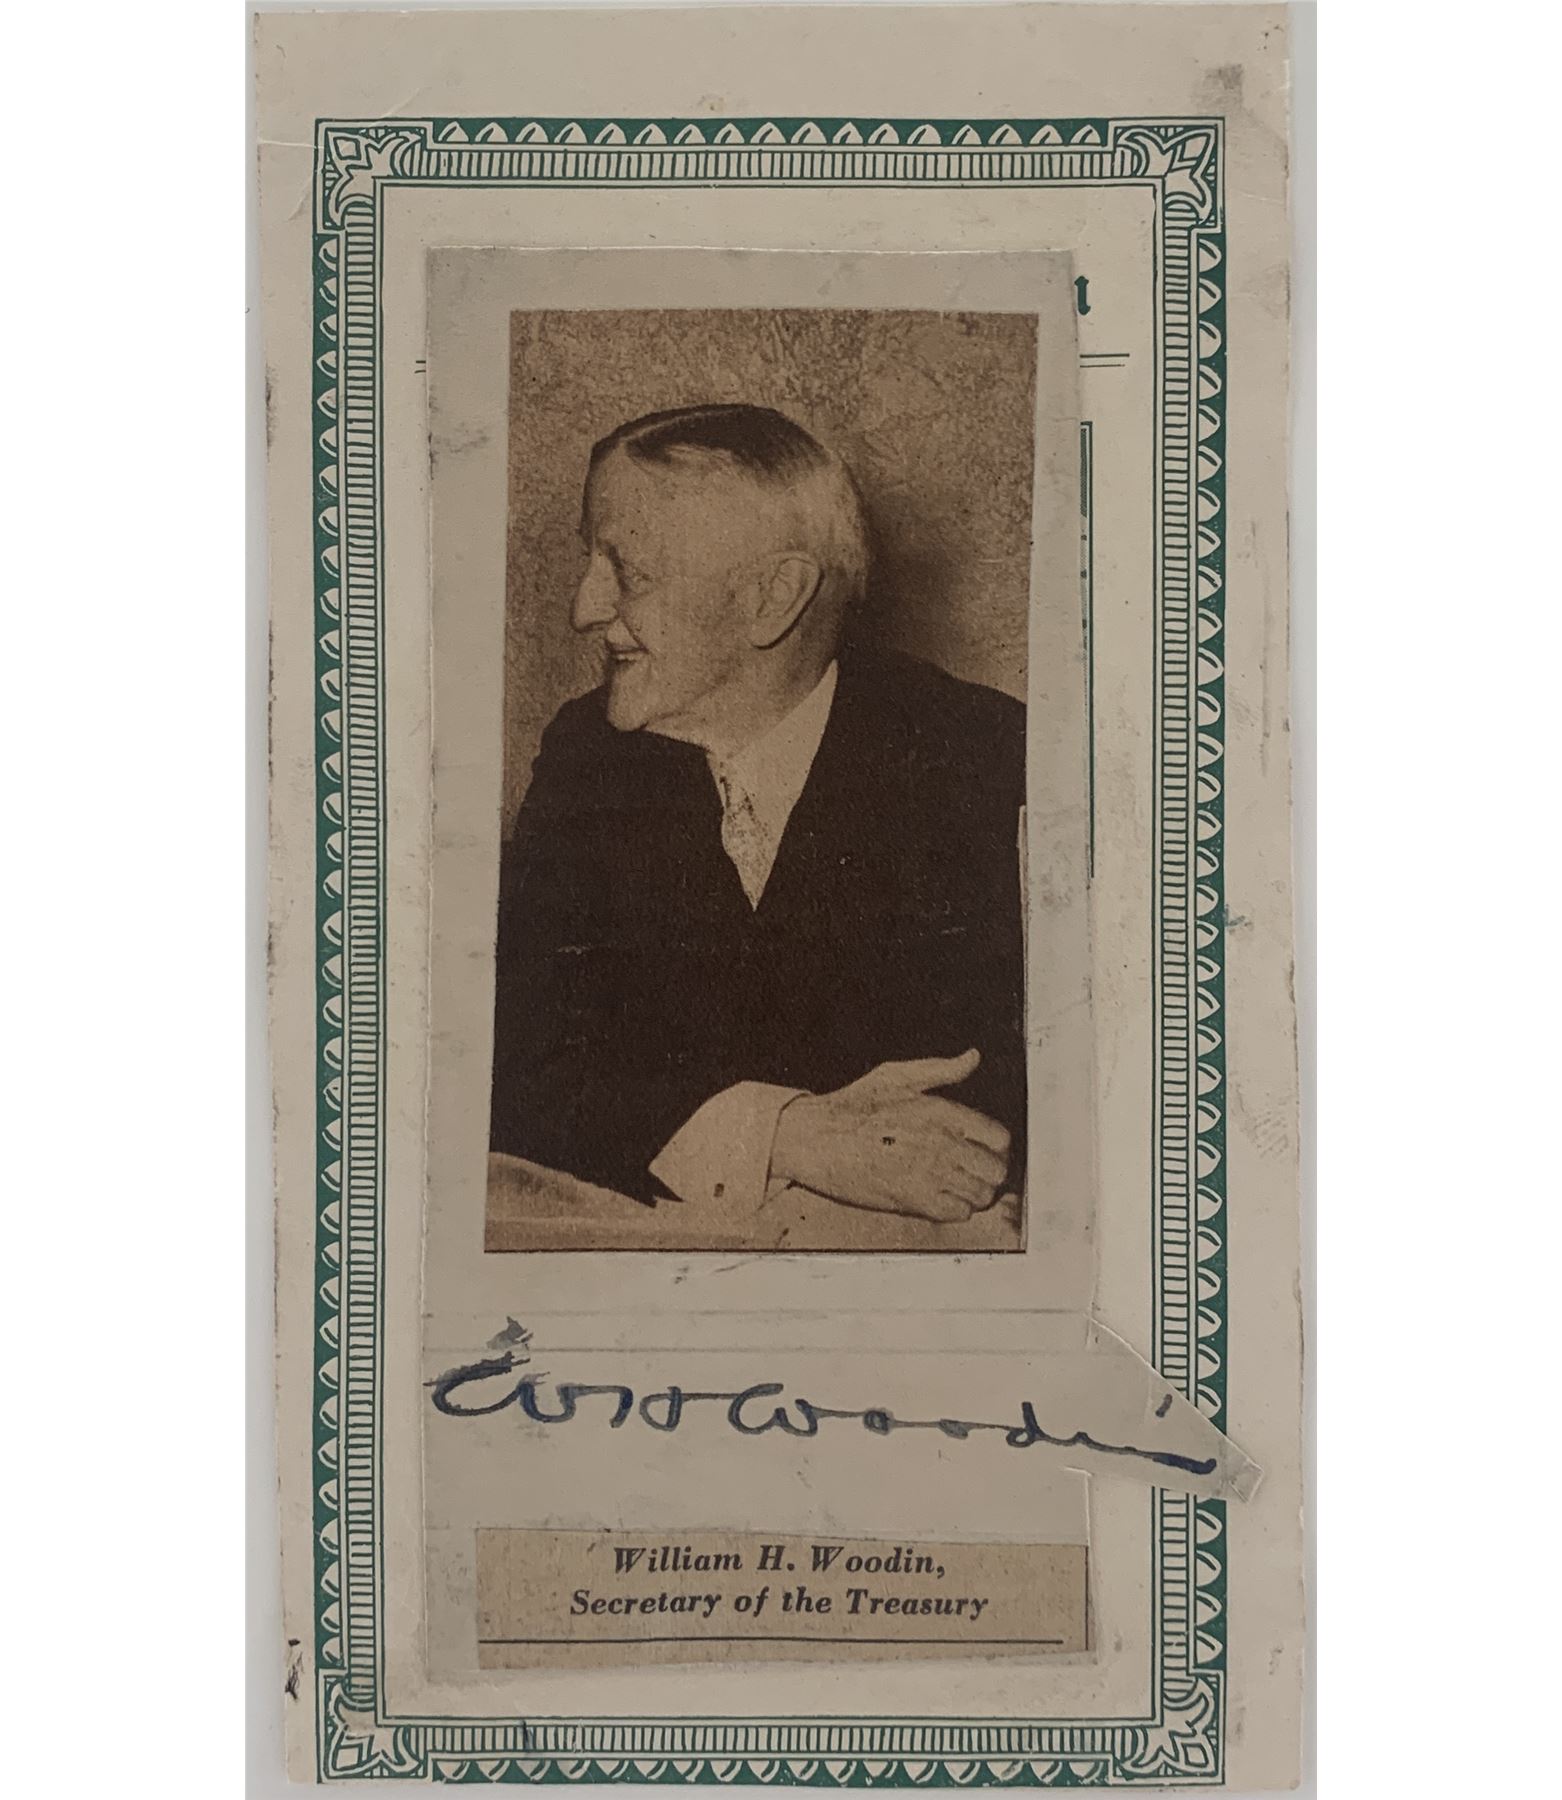 t
W H Woodin
William H. Woodin,
Secretary of the Treasury